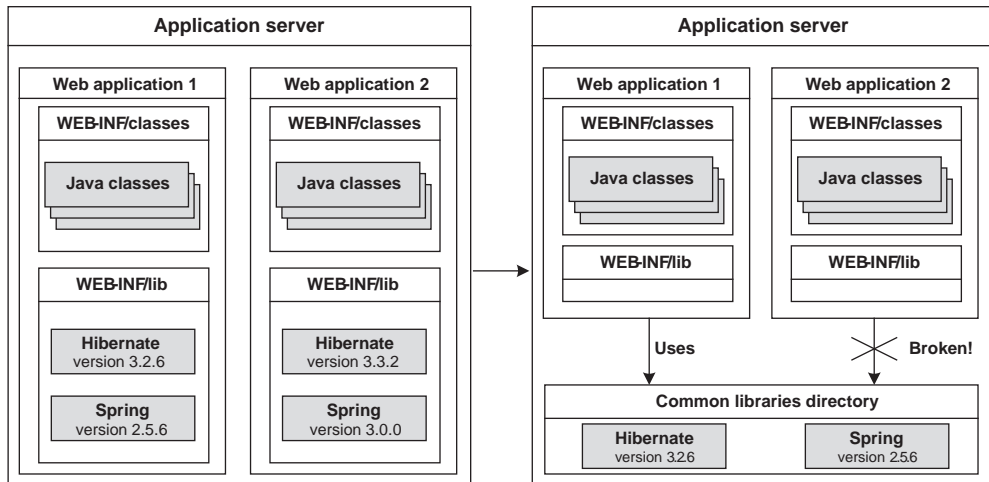 Application server
Web application 1
WEB-INF/classes
Java classes
WEB-INF/lib
Hibernate
version 3.2.6
Spring
version 2.5.6
Web application 2
WEB-INF/classes
Java classes
WEB-INF/lib
Hibernate
version 3.3.2
Spring
version 3.0.0
Application server
Web application 1
WEB-INF/classes
Java classes
WEB-INF/lib
Web application 2
WEB-INF/classes
Java classes
WEB-INF/lib
Uses
Broken!
Common libraries directory
Hibernate
version 3.2.6
Spring
version 2.5.6